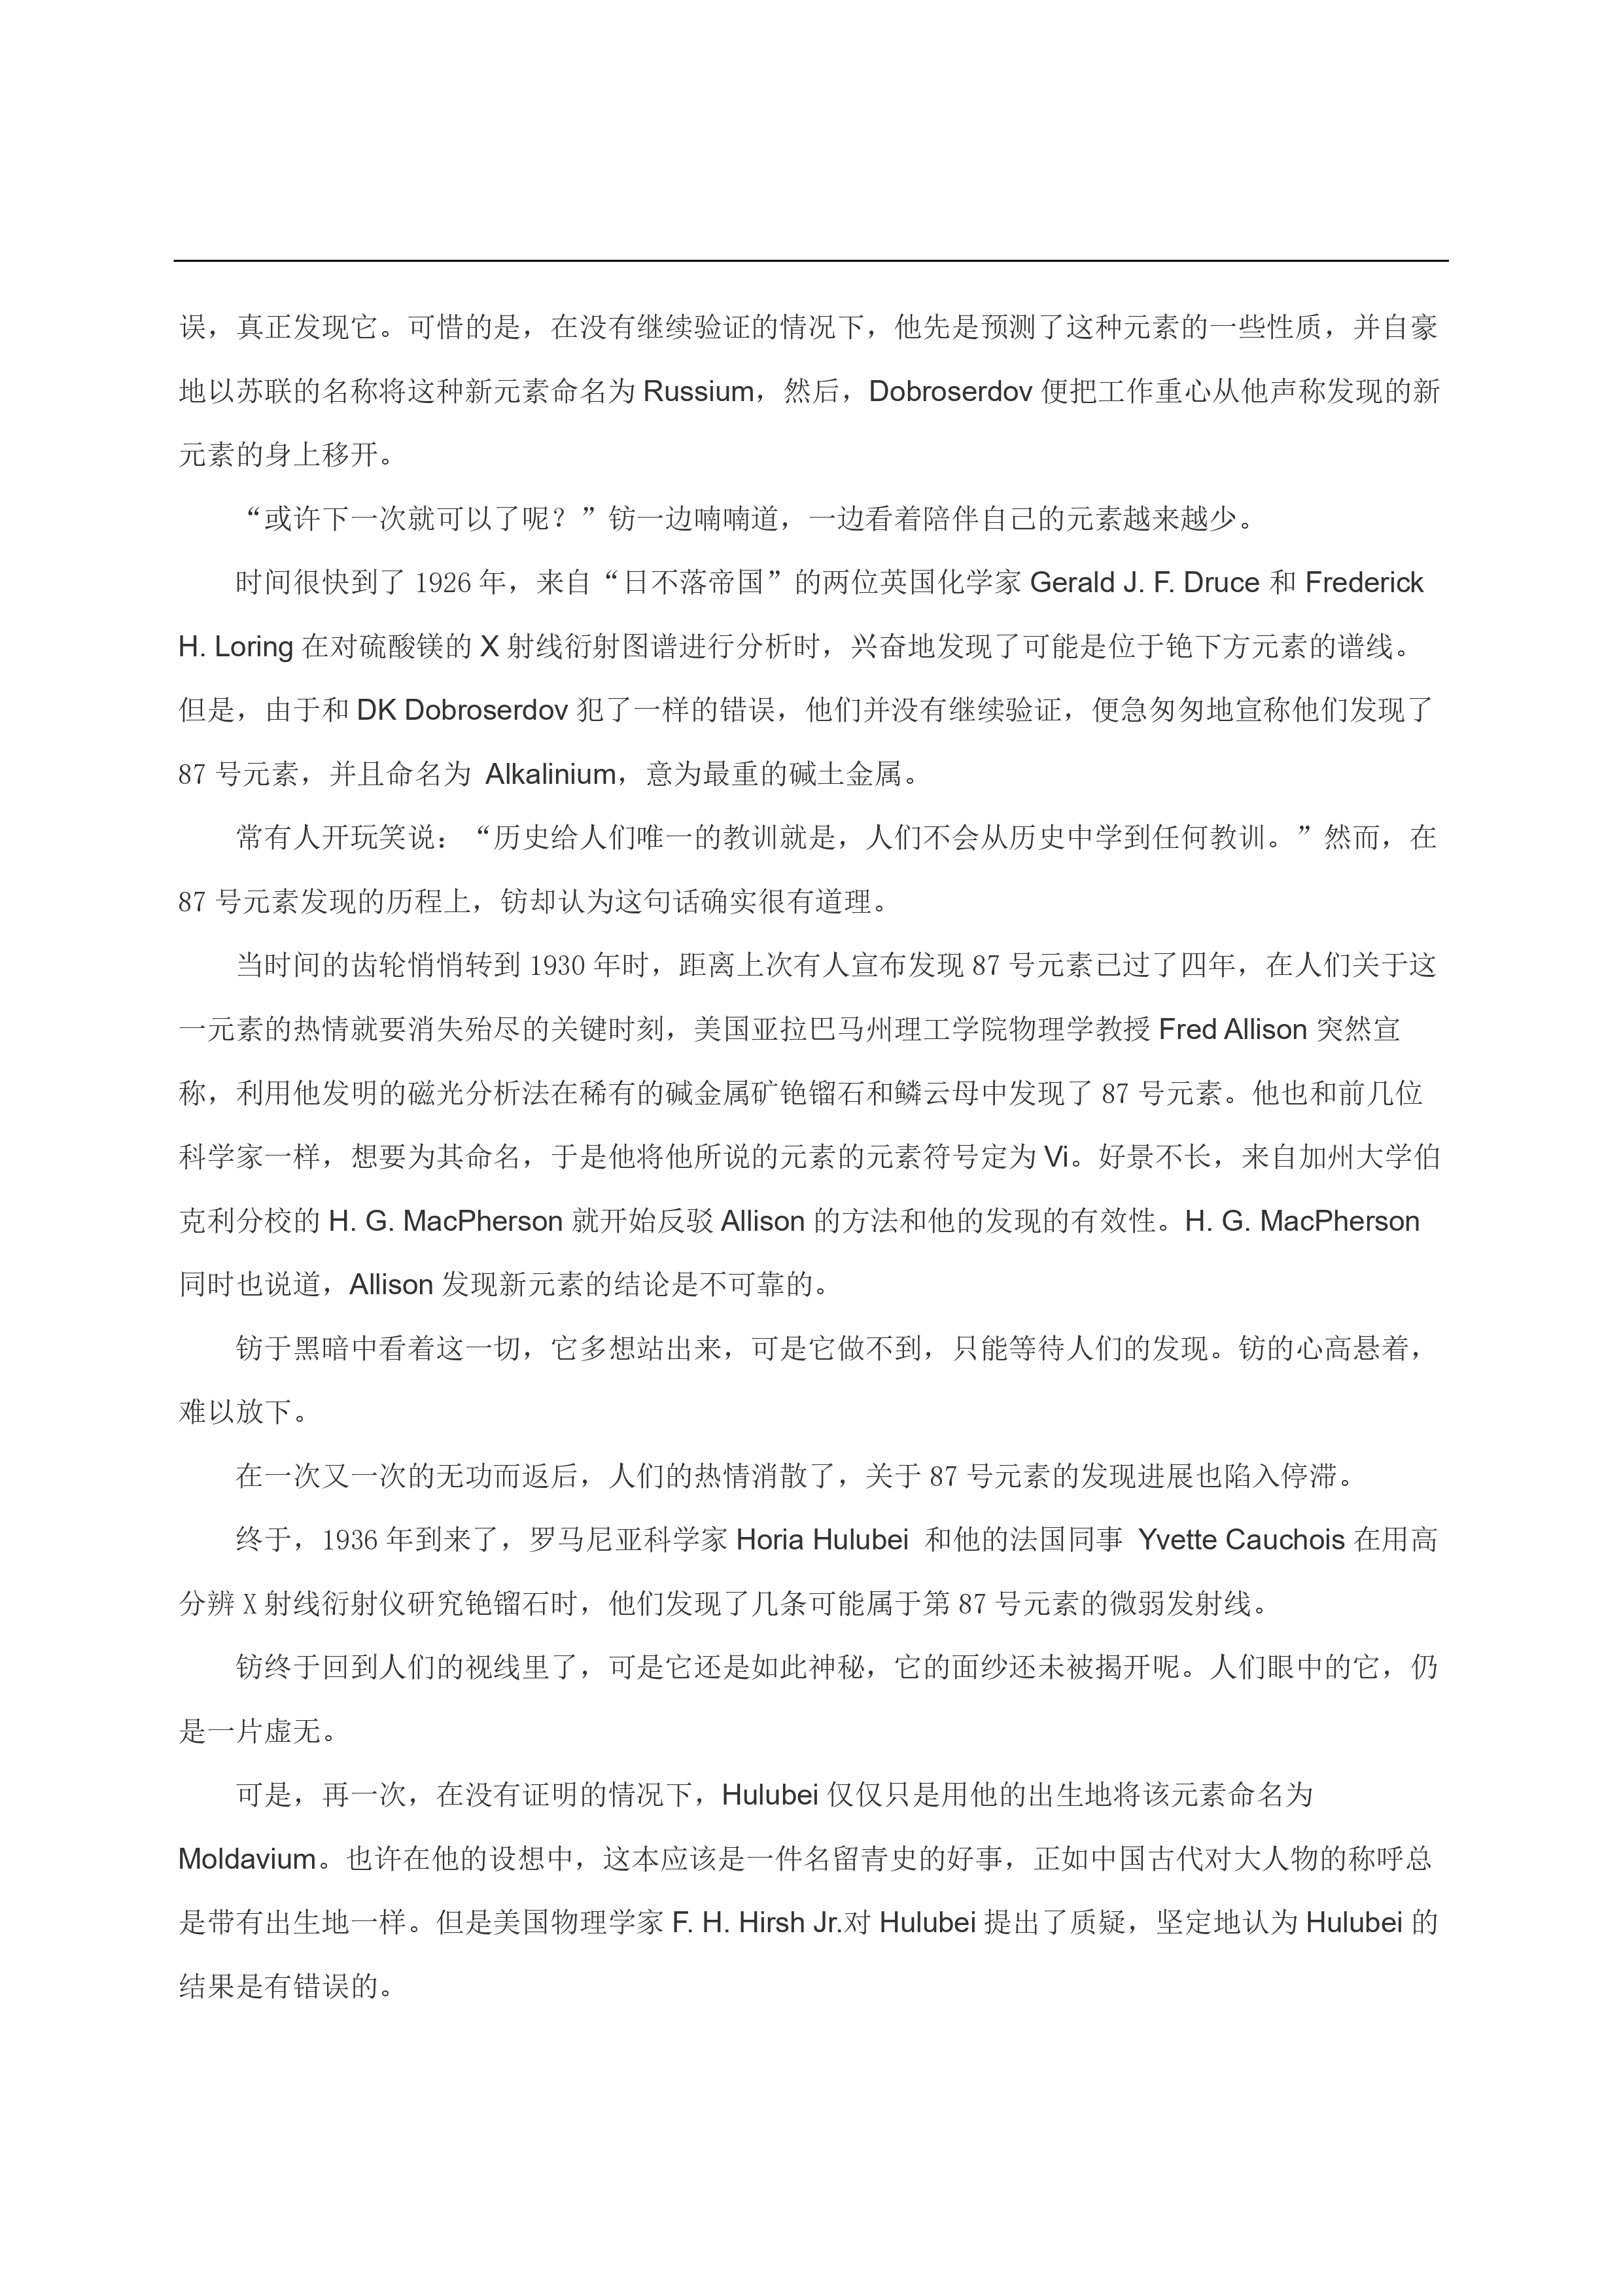 误，真正发现它。可惜的是，在没有继续验证的情况下，他先是预测了这种元素的一些性质，并自豪
地以苏联的名称将这种新元素命名为 Russium，然后，Dobroserdov 便把工作重心从他声称发现的新
元素的身上移开。
“或许下一次就可以了呢？”钫一边喃喃道，一边看着陪伴自己的元素越来越少。
时间很快到了 1926 年，来自“日不落帝国”的两位英国化学家 Gerald J. F. Druce 和 Frederick
H. Loring 在对硫酸镁的 X 射线衍射图谱进行分析时，兴奋地发现了可能是位于铯下方元素的谱线。
但是，由于和 DK Dobroserdov 犯了一样的错误，他们并没有继续验证，便急匆匆地宣称他们发现了
87 号元素，并且命名为 Alkalinium，意为最重的碱土金属。
常有人开玩笑说：“历史给人们唯一的教训就是，人们不会从历史中学到任何教训。”然而，在
87 号元素发现的历程上，钫却认为这句话确实很有道理。
当时间的齿轮悄悄转到 1930 年时，距离上次有人宣布发现 87 号元素已过了四年，在人们关于这
一元素的热情就要消失殆尽的关键时刻，美国亚拉巴马州理工学院物理学教授 Fred Allison 突然宣
称，利用他发明的磁光分析法在稀有的碱金属矿铯镏石和鳞云母中发现了 87 号元素。他也和前几位
科学家一样，想要为其命名，于是他将他所说的元素的元素符号定为 Vi。好景不长，来自加州大学伯
克利分校的 H. G. MacPherson 就开始反驳 Allison 的方法和他的发现的有效性。H. G. MacPherson
同时也说道，Allison 发现新元素的结论是不可靠的。
钫于黑暗中看着这一切，它多想站出来，可是它做不到，只能等待人们的发现。钫的心高悬着，
难以放下。
在一次又一次的无功而返后，人们的热情消散了，关于 87 号元素的发现进展也陷入停滞。
终于，1936 年到来了，罗马尼亚科学家 Horia Hulubei 和他的法国同事 Yvette Cauchois 在用高
分辨 X 射线衍射仪研究铯镏石时，他们发现了几条可能属于第 87 号元素的微弱发射线。
钫终于回到人们的视线里了，可是它还是如此神秘，它的面纱还未被揭开呢。人们眼中的它，仍
是一片虚无。
可是，再一次，在没有证明的情况下，Hulubei 仅仅只是用他的出生地将该元素命名为
Moldavium。也许在他的设想中，这本应该是一件名留青史的好事，正如中国古代对大人物的称呼总
是带有出生地一样。但是美国物理学家 F. H. Hirsh Jr.对 Hulubei 提出了质疑，坚定地认为 Hulubei 的
结果是有错误的。